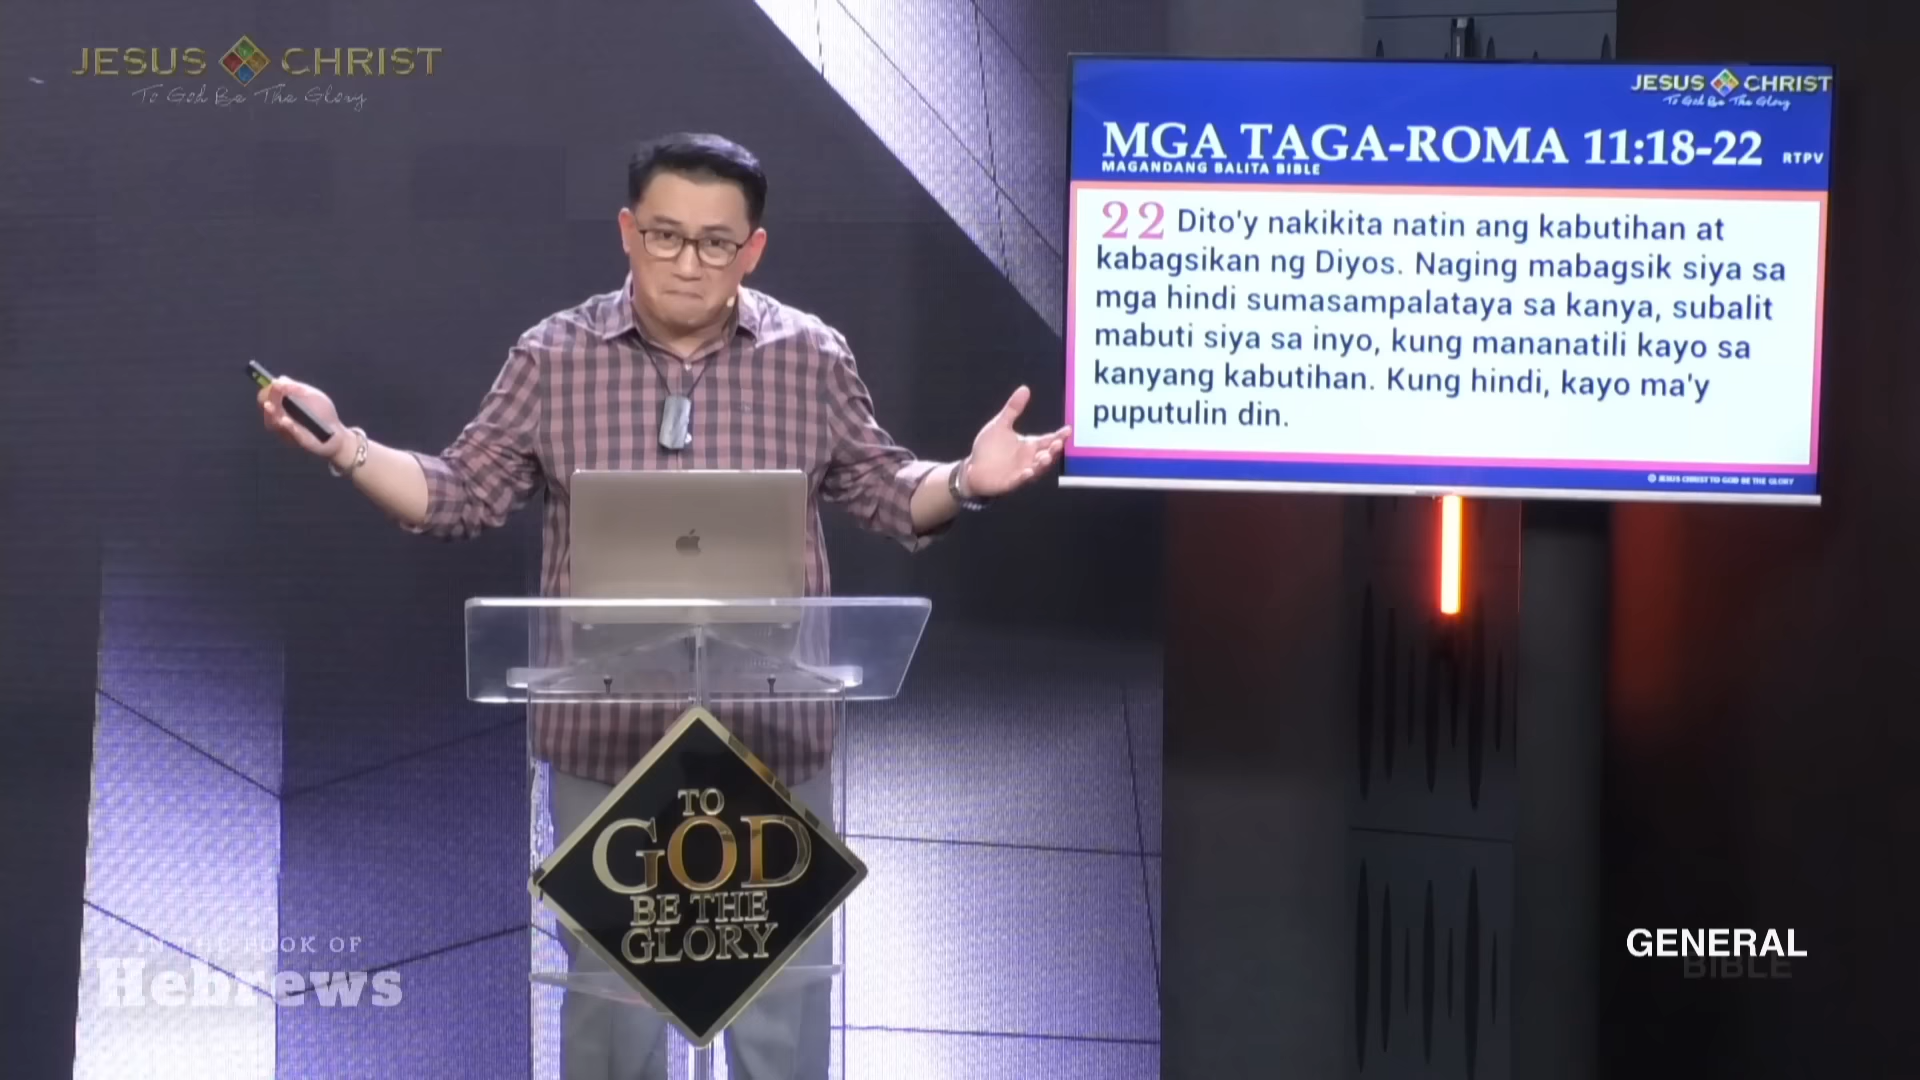 JESUS CHRIST
To God Be The Glory
JESUS CHRIST
To God Be The Glory
MGA TAGA-ROMA 11:18-22 RTPV
MAGANDANG BALITA BIBLE
22 Dito'y nakikita natin ang kabutihan at
kabagsikan ng Diyos. Naging mabagsik siya sa
mga hindi sumasampalataya sa kanya, subalit
mabuti siya sa inyo, kung mananatili kayo sa
kanyang kabutihan. Kung hindi, kayo ma'y
puputulin din.
© JESUS CHRIST TO GOD BE THE GLORY
TO
GOD
BE THE
GLORY
IN THE BOOK OF
Hebrews
GENERAL
BIBLE